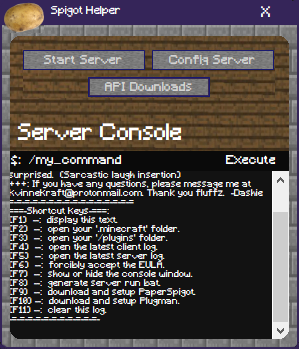 Spigot Helper
X
Start Server
Config Server
API Downloads
Server Console
$: /my_command
Execute
surprised. (Sarcastic laugh insertion)
+++: If you have any questions, please message me at
KvinneKraft@protonmail.com. Thank you fluffz. -Dashie
-=-=-=-=-=-=-=-=-=-=-=-=-=-=-
===-Shortcut Keys-===:
(F1) -: display this text.
(F2) -: open your '.minecraft' folder.
(F3) -: open your '/plugins' folder.
(F4) -: open the latest client log.
(F5) -: open the latest server log.
(F6) -: forcibly accept the EULA.
(F7) -: show or hide the console window.
(F8) -: generate server run bat.
(F9) -: download and setup PaperSpigot.
(F10) -: download and setup Plugman.
(F11) -: clear this log.